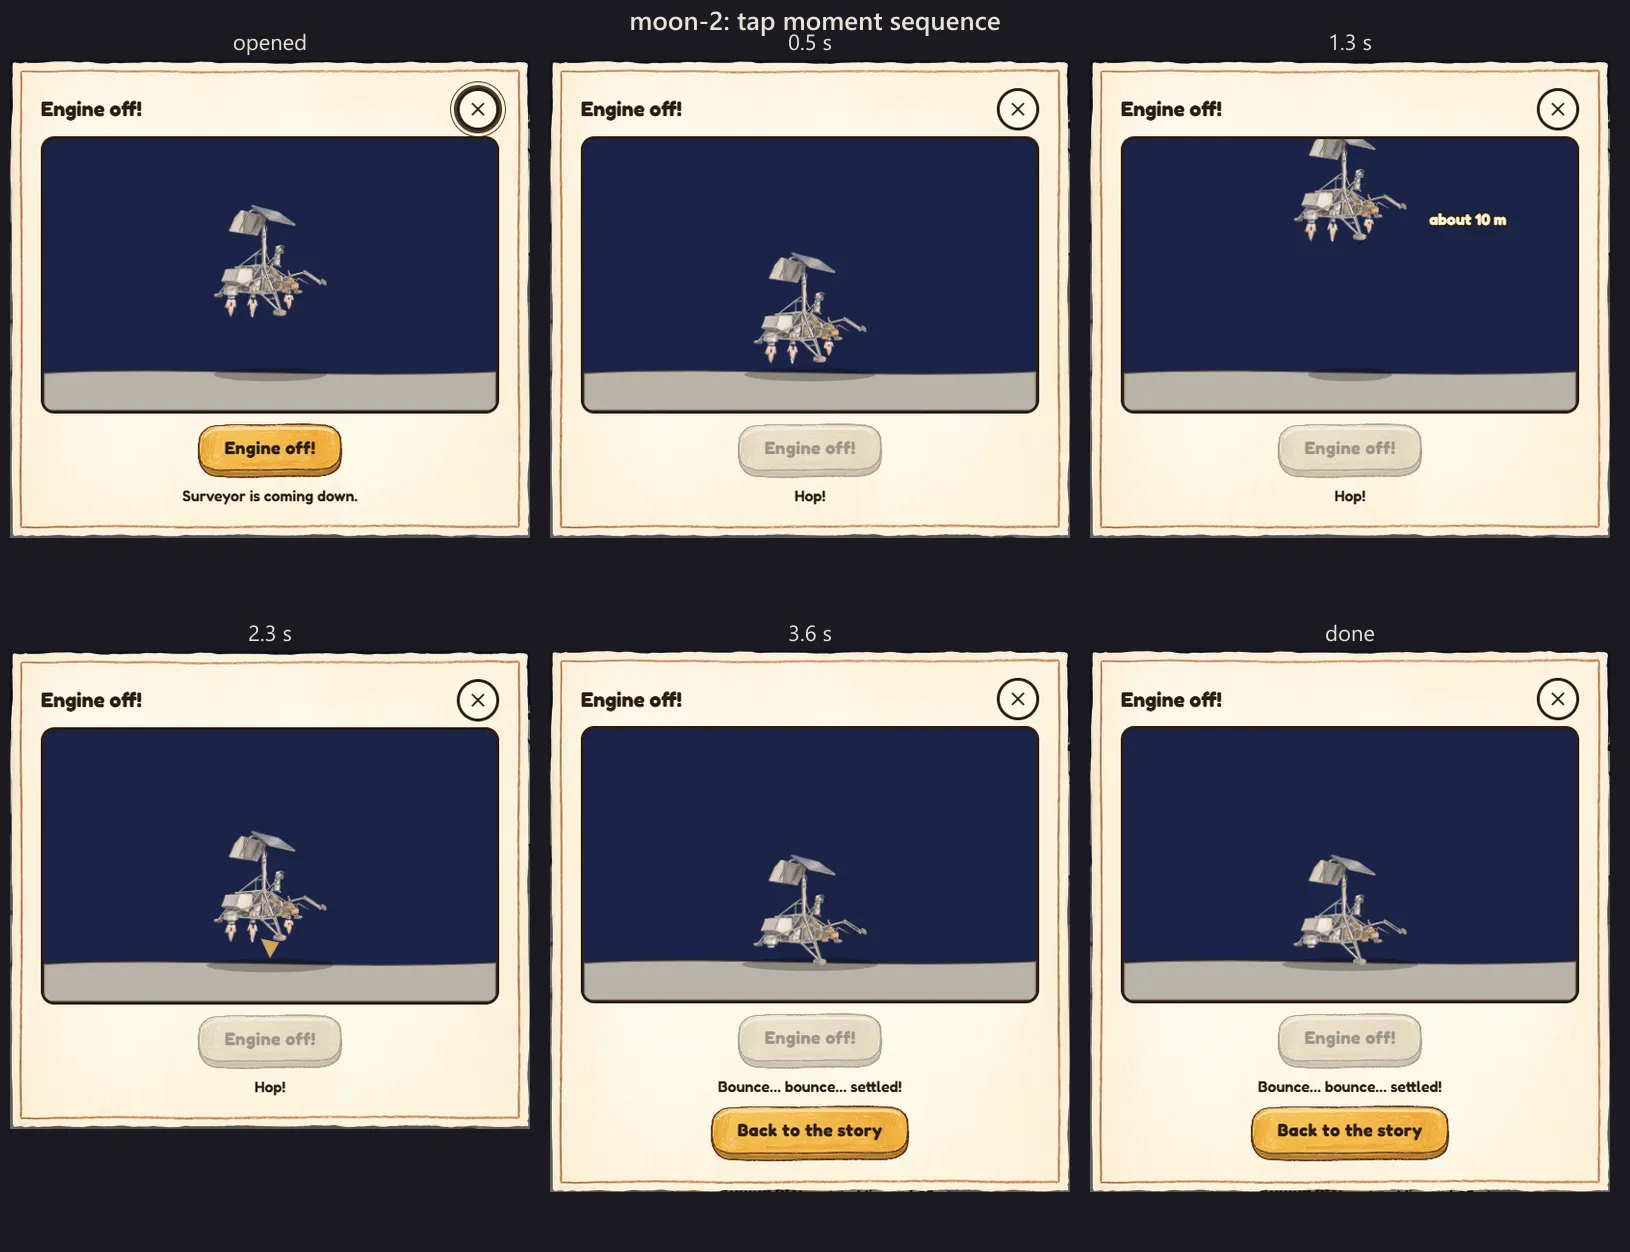 moon-2: tap moment sequence
opened
0.5 s
1.3 s
Engine off!
Engine off!
Surveyor is coming down.
Engine off!
Engine off!
Hop!
Engine off!
about 10 m
Engine off!
Hop!
2.3 s
3.6 s
done
Engine off!
Engine off!
Hop!
Engine off!
Engine off!
Bounce... bounce... settled!
Back to the story
Engine off!
Engine off!
Bounce... bounce... settled!
Back to the story